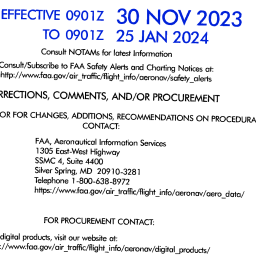 EFFECTIVE 0901Z 30 NOV 2023
TO 0901Z 25 JAN 2024
Consult NOTAMs for latest Information
Consult/Subscribe to FAA Safety Alerts and Charting Notices at:
http://www.faa.gov/air_traffic/flight_info/aeronav/safety_alerts
RRECTIONS, COMMENTS, AND/OR PROCUREMENT
OR FOR CHANGES, ADDITIONS, RECOMMENDATIONS ON PROCEDURA
CONTACT:
FAA, Aeronautical Information Services
1305 East-West Highway
SSMC 4, Suite 4400
Silver Spring, MD 20910-3281
Telephone 1-800-638-8972
https://www.faa.gov/air_traffic/flight_info/aeronav/aero_data/
FOR PROCUREMENT CONTACT:
digital products, visit our website at:
://www.faa.gov/air_traffic/flight_info/aeronav/digital_products/